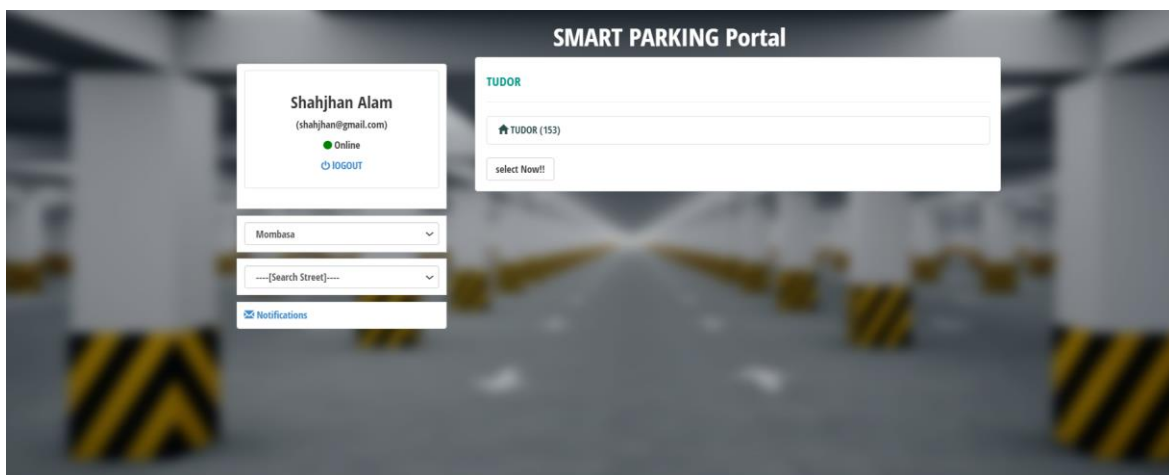 SMART PARKING Portal
Shahjhan Alam
(shahjhan@gmail.com)
Online
lOGOUT
Mombasa
----[Search Street]----
Notifications
TUDOR
TUDOR (153)
select Now!!